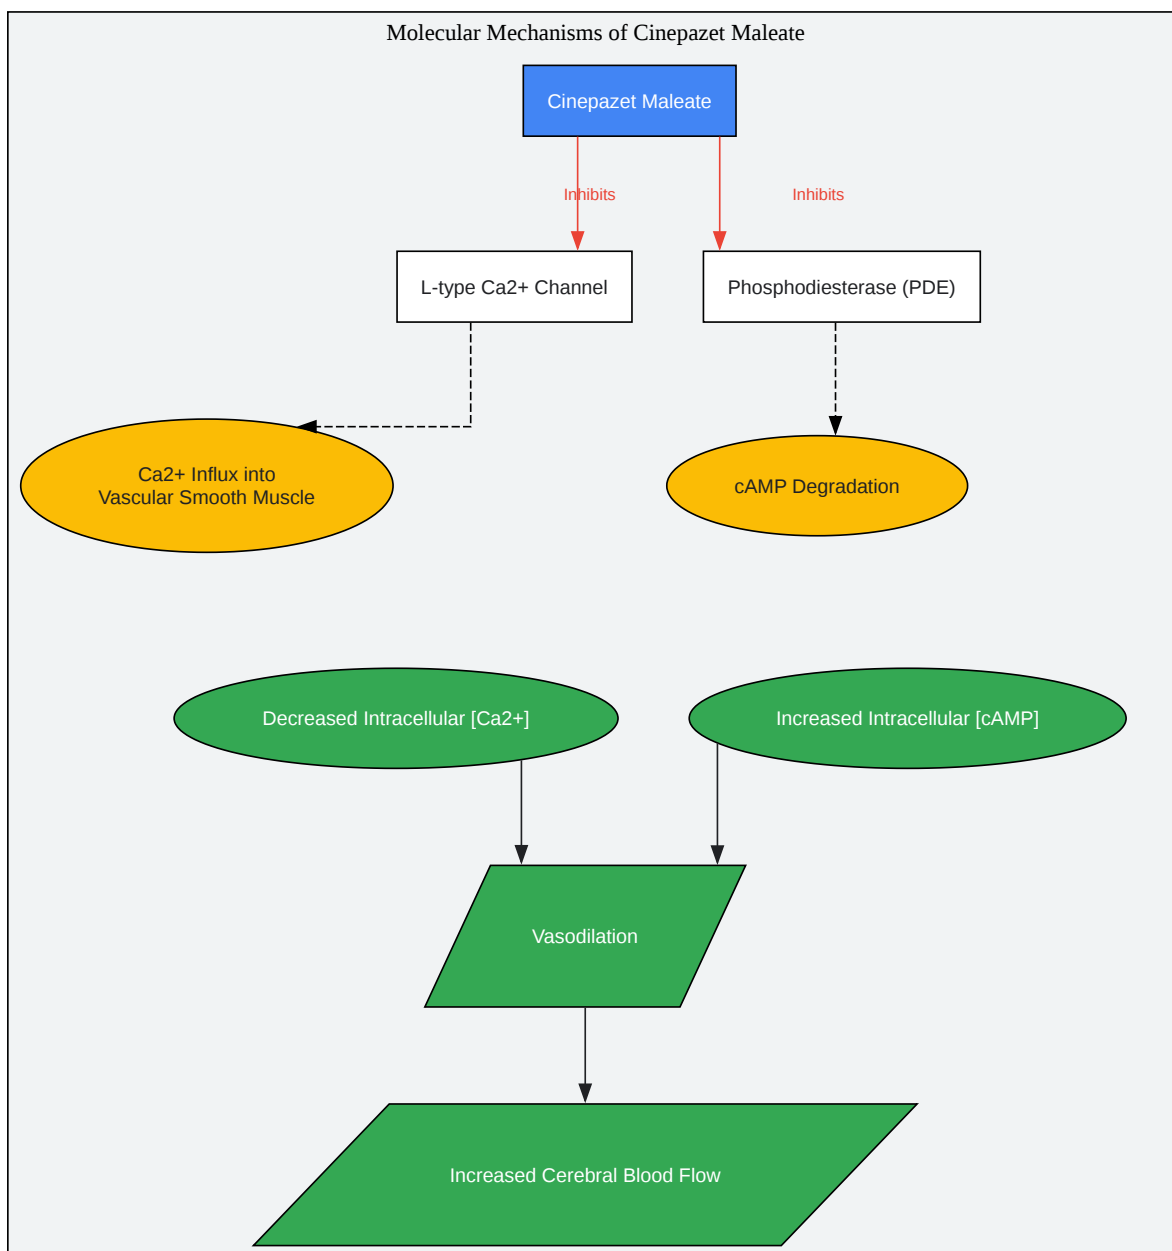 Molecular Mechanisms of Cinepazet Maleate
Cinepazet Maleate
Inhibits
Inhibits
L-type Ca2+ Channel
Phosphodiesterase (PDE)
Ca2+ Influx into
Vascular Smooth Muscle
cAMP Degradation
Decreased Intracellular [Ca2+]
Increased Intracellular [cAMP]
Vasodilation
Increased Cerebral Blood Flow